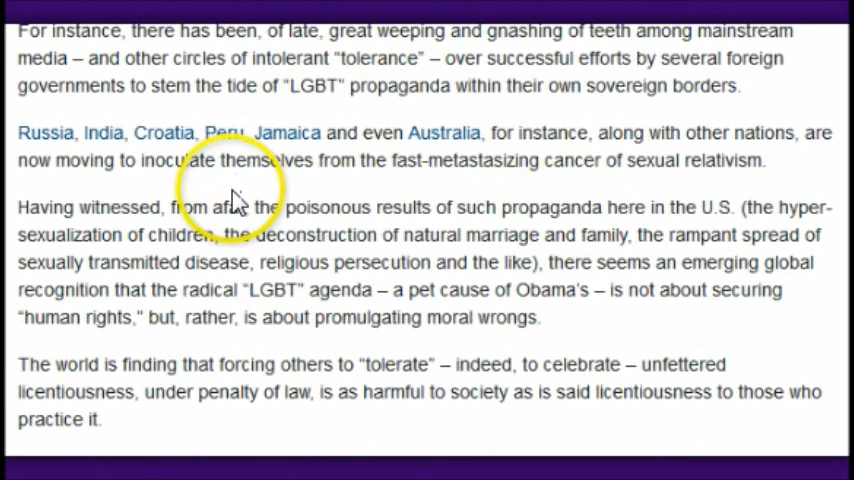 For instance, there has been, of late, great weeping and gnashing of teeth among mainstream
media – and other circles of intolerant “tolerance” – over successful efforts by several foreign
governments to stem the tide of “LGBT” propaganda within their own sovereign borders.
Russia, India, Croatia, Peru, Jamaica and even Australia, for instance, along with other nations, are
now moving to inoculate themselves from the fast-metastasizing cancer of sexual relativism.
Having witnessed, from afar, the poisonous results of such propaganda here in the U.S. (the hyper-
sexualization of children, the deconstruction of natural marriage and family, the rampant spread of
sexually transmitted disease, religious persecution and the like), there seems an emerging global
recognition that the radical “LGBT” agenda – a pet cause of Obama’s – is not about securing
“human rights,” but, rather, is about promulgating moral wrongs.
The world is finding that forcing others to “tolerate” – indeed, to celebrate – unfettered
licentiousness, under penalty of law, is as harmful to society as is said licentiousness to those who
practice it.